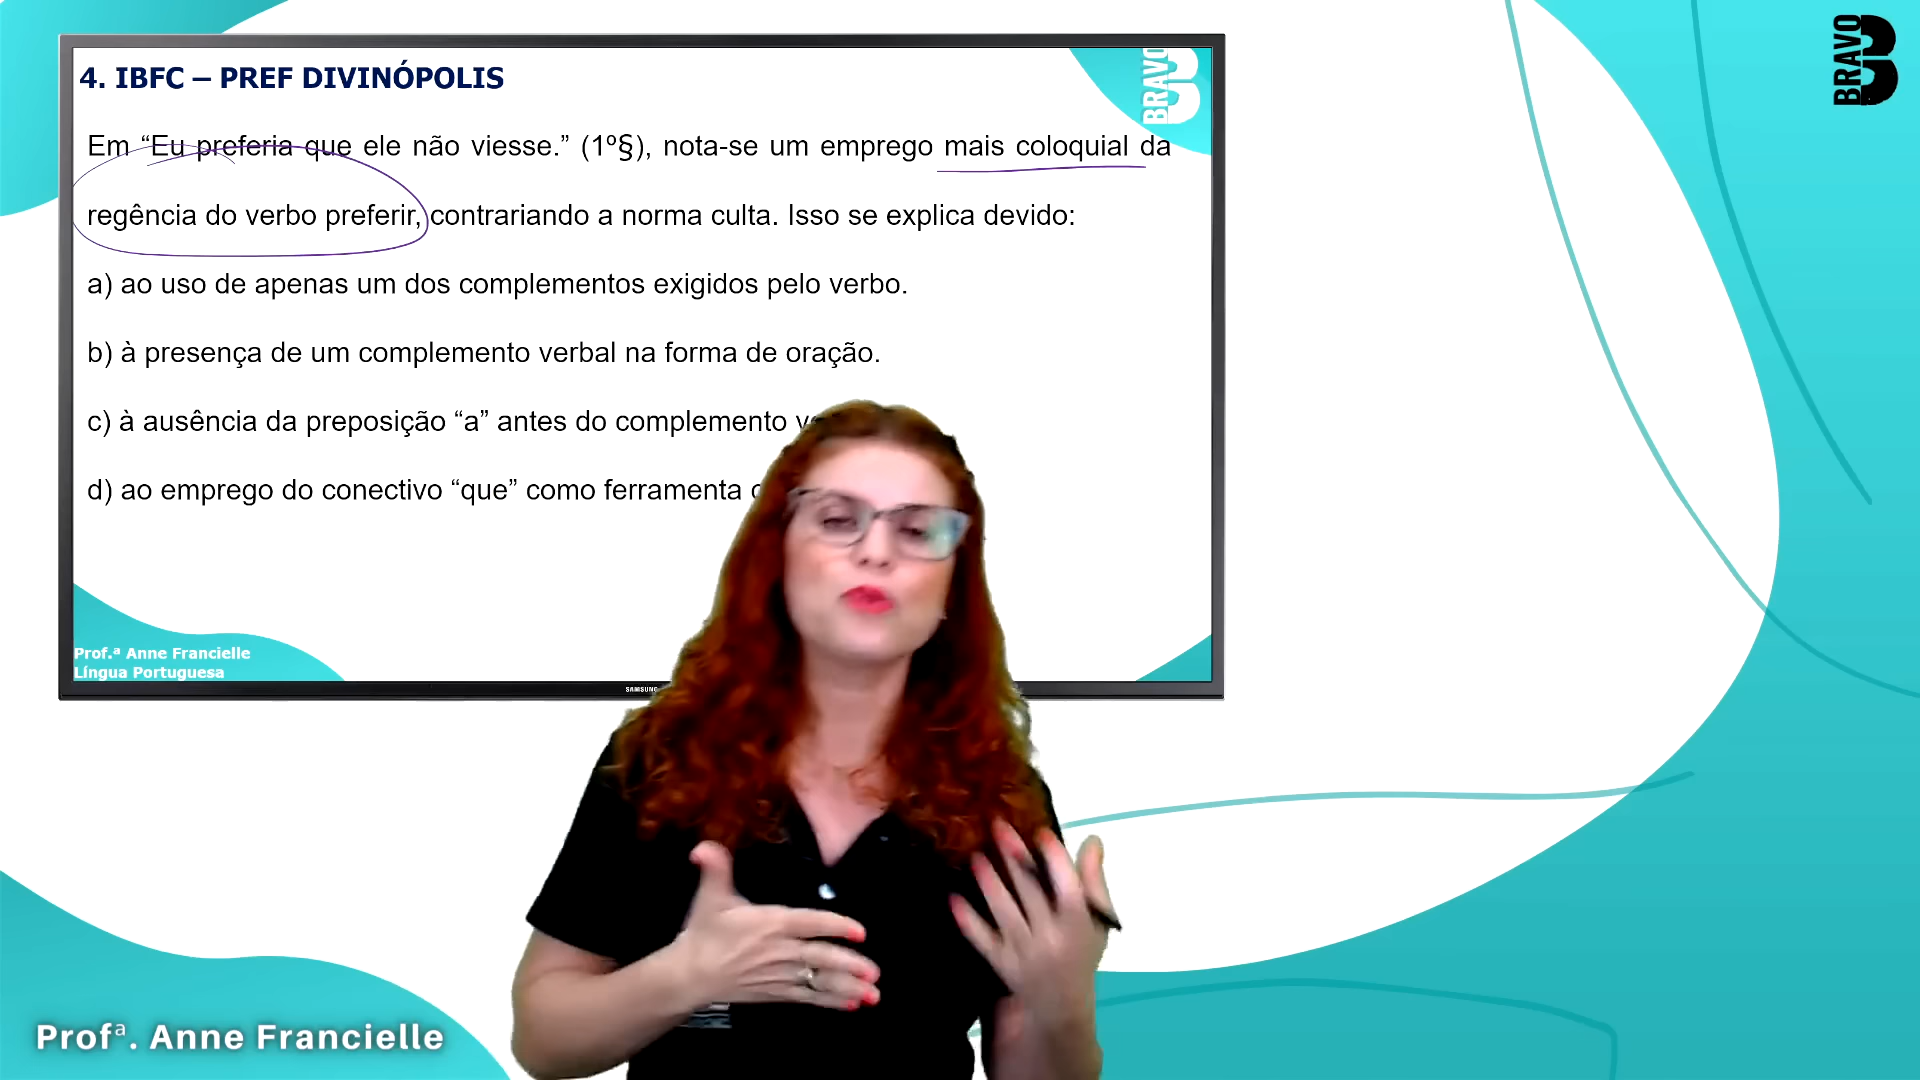 BRAVO B
4. IBFC – PREF DIVINÓPOLIS
BRAVO B
Em “Eu preferia que ele não viesse.” (1º§), nota-se um emprego mais coloquial da
regência do verbo preferir, contrariando a norma culta. Isso se explica devido:
a) ao uso de apenas um dos complementos exigidos pelo verbo.
b) à presença de um complemento verbal na forma de oração.
c) à ausência da preposição “a” antes do complemento
d) ao emprego do conectivo “que” como ferramenta
Prof.ª Anne Francielle
Língua Portuguesa
SAMSUNG
Profª. Anne Francielle